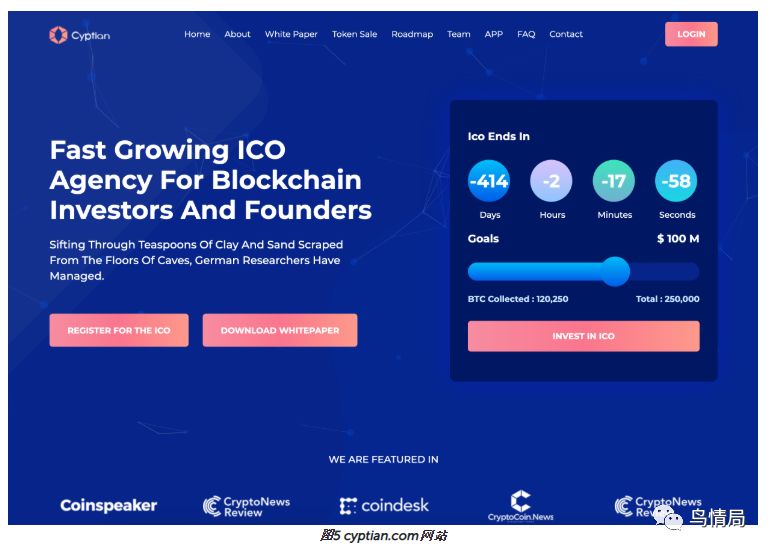 Cyptian
Home About White Paper Token Sale Roadmap Team APP FAQ Contact
LOGIN
Fast Growing ICO
Agency For Blockchain
Investors And Founders
Sifting Through Teaspoons Of Clay And Sand Scraped
From The Floors Of Caves, German Researchers Have
Managed.
REGISTER FOR THE ICO
DOWNLOAD WHITEPAPER
Ico Ends In
-414 -2 -17 -58
Days Hours Minutes Seconds
Goals $ 100 M
BTC Collected : 120,250 Total : 250,000
INVEST IN ICO
WE ARE FEATURED IN
Coinspeaker
CryptoNews
Review
coindesk
CryptoCoin.News
CryptoNews
Review
鸟情局
图5 cyptian.com网站